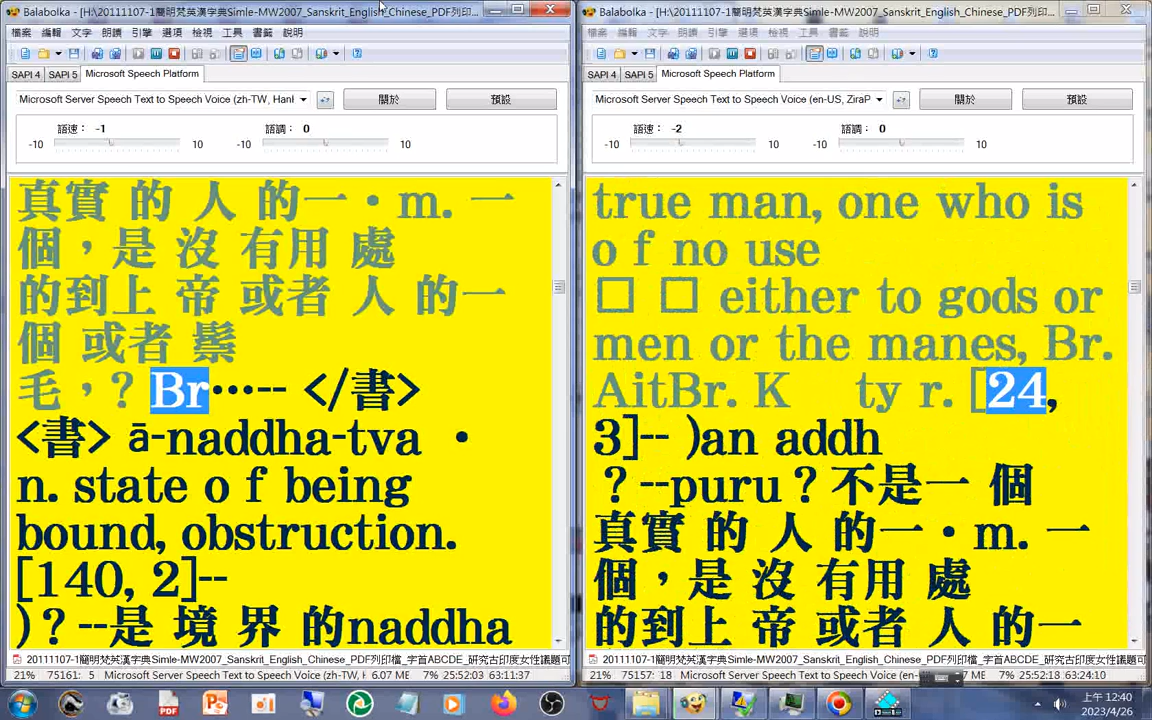 Balabolka - [H:\20111107-1簡明梵英漢字典Simle-MW2007_Sanskrit_English_Chinese_PDF列印...
檔案 編輯 文字 朗讀 引擎 選項 檢視 工具 書籤 說明
SAPI 4 SAPI 5 Microsoft Speech Platform
Microsoft Server Speech Text to Speech Voice (zh-TW, HanH 關於 預設
語速： -1 語調： 0
-10 10 -10 10
真實 的 人 的一・m. 一
個，是 沒 有用 處
的到上 帝 或者 人 的一
個 或者 鬃
毛，? Br…-- </書>
<書> ā-naddha-tva •
n. state o f being
bound, obstruction.
[140, 2]--
)? --是 境 界 的naddha
20111107-1簡明梵英漢字典Simle-MW2007_Sanskrit_English_Chinese_PDF列印檔_字首ABCDE_研究古印度女性議題可
21% 75161: 5 Microsoft Server Speech Text to Speech Voice (zh-TW, H 6.07 ME 7% 25:52:03 63:11:37
Balabolka - [H:\20111107-1簡明梵英漢字典Simle-MW2007_Sanskrit_English_Chinese_PDF列印...
檔案 編輯 文字 朗讀 引擎 選項 檢視 工具 書籤 說明
SAPI 4 SAPI 5 Microsoft Speech Platform
Microsoft Server Speech Text to Speech Voice (en-US, ZiraP 關於 預設
語速： -2 語調： 0
-10 10 -10 10
true man, one who is
o f no use
□ □ either to gods or
men or the manes, Br.
AitBr. K ty r. [24,
3]-- )an addh
? --puru ? 不是一 個
真實 的 人 的一・m. 一
個，是 沒 有用 處
的到上 帝 或者 人 的一
20111107-1簡明梵英漢字典Simle-MW2007_Sanskrit_English_Chinese_PDF列印檔_字首ABCDE_研究古印度女性議題可
21% 75157: 18 Microsoft Server Speech Text to Speech Voice 7% 25:52:18 63:24:10
上午 12:40
2023/4/26